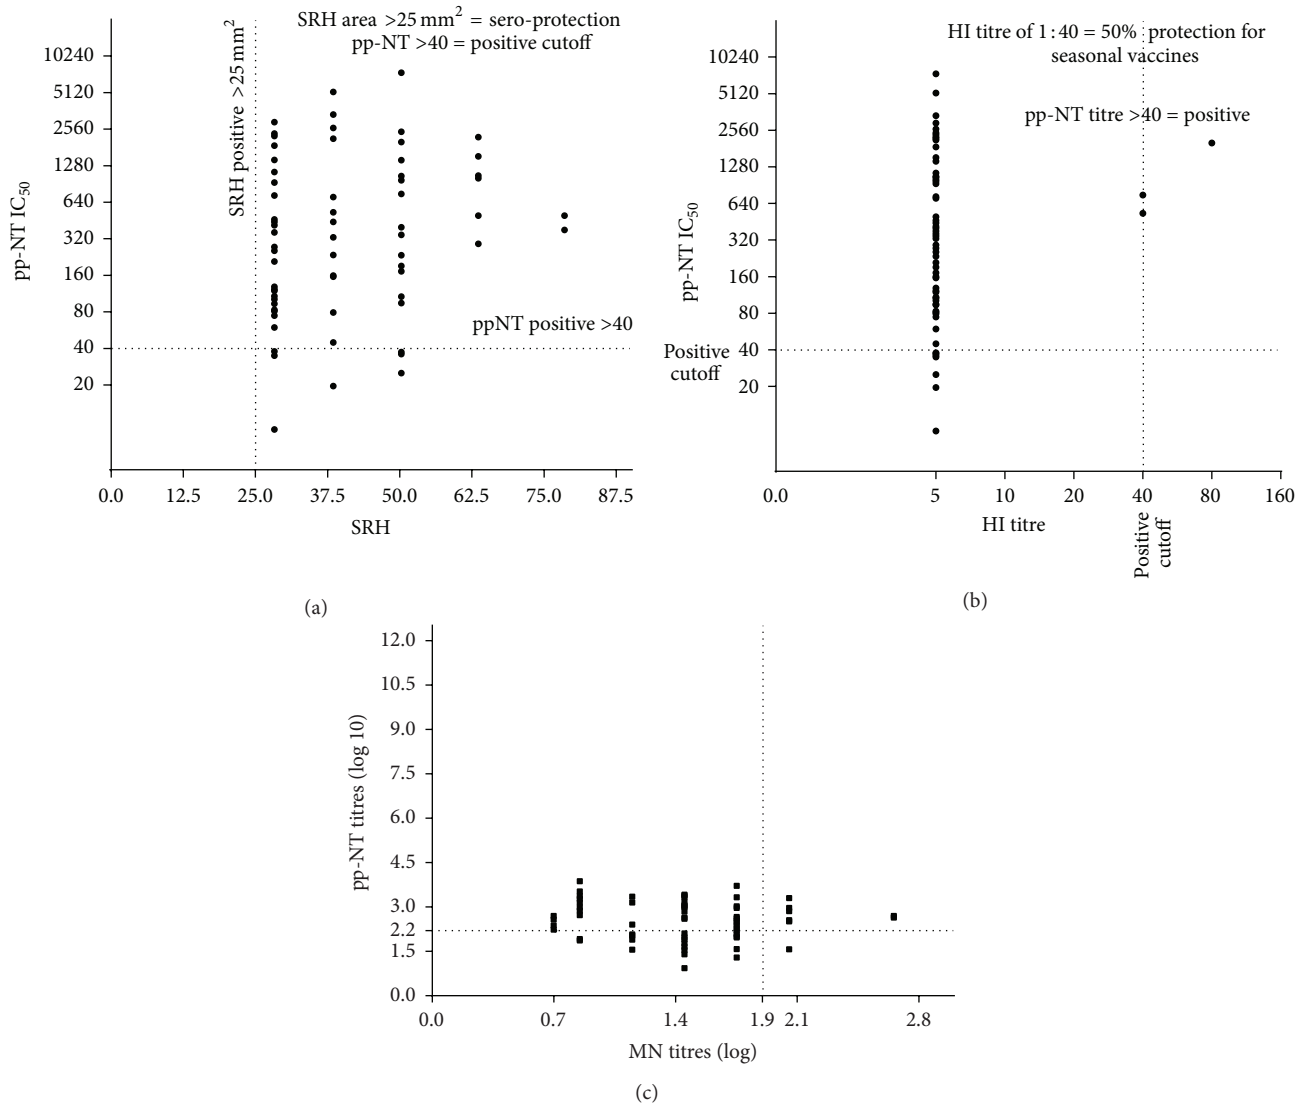 SRH area >25 mm² = sero-protection
pp-NT >40 = positive cutoff
SRH positive >25 mm²
10240
5120
2560
1280
640
320
160
80
40
20
pp-NT IC₅₀
ppNT positive >40
0.0 12.5 25.0 37.5 50.0 62.5 75.0 87.5
SRH
(a)
HI titre of 1 : 40 = 50% protection for
seasonal vaccines
pp-NT titre >40 = positive
10240
5120
2560
1280
640
320
160
80
40
20
pp-NT IC₅₀
Positive
cutoff
0.0 5 10 20 40 80 160
HI titre
Positive
cutoff
(b)
12.0
10.5
9.0
7.5
6.0
4.5
3.0
2.2
1.5
0.0
pp-NT titres (log 10)
0.0 0.7 1.4 1.9 2.1 2.8
MN titres (log)
(c)